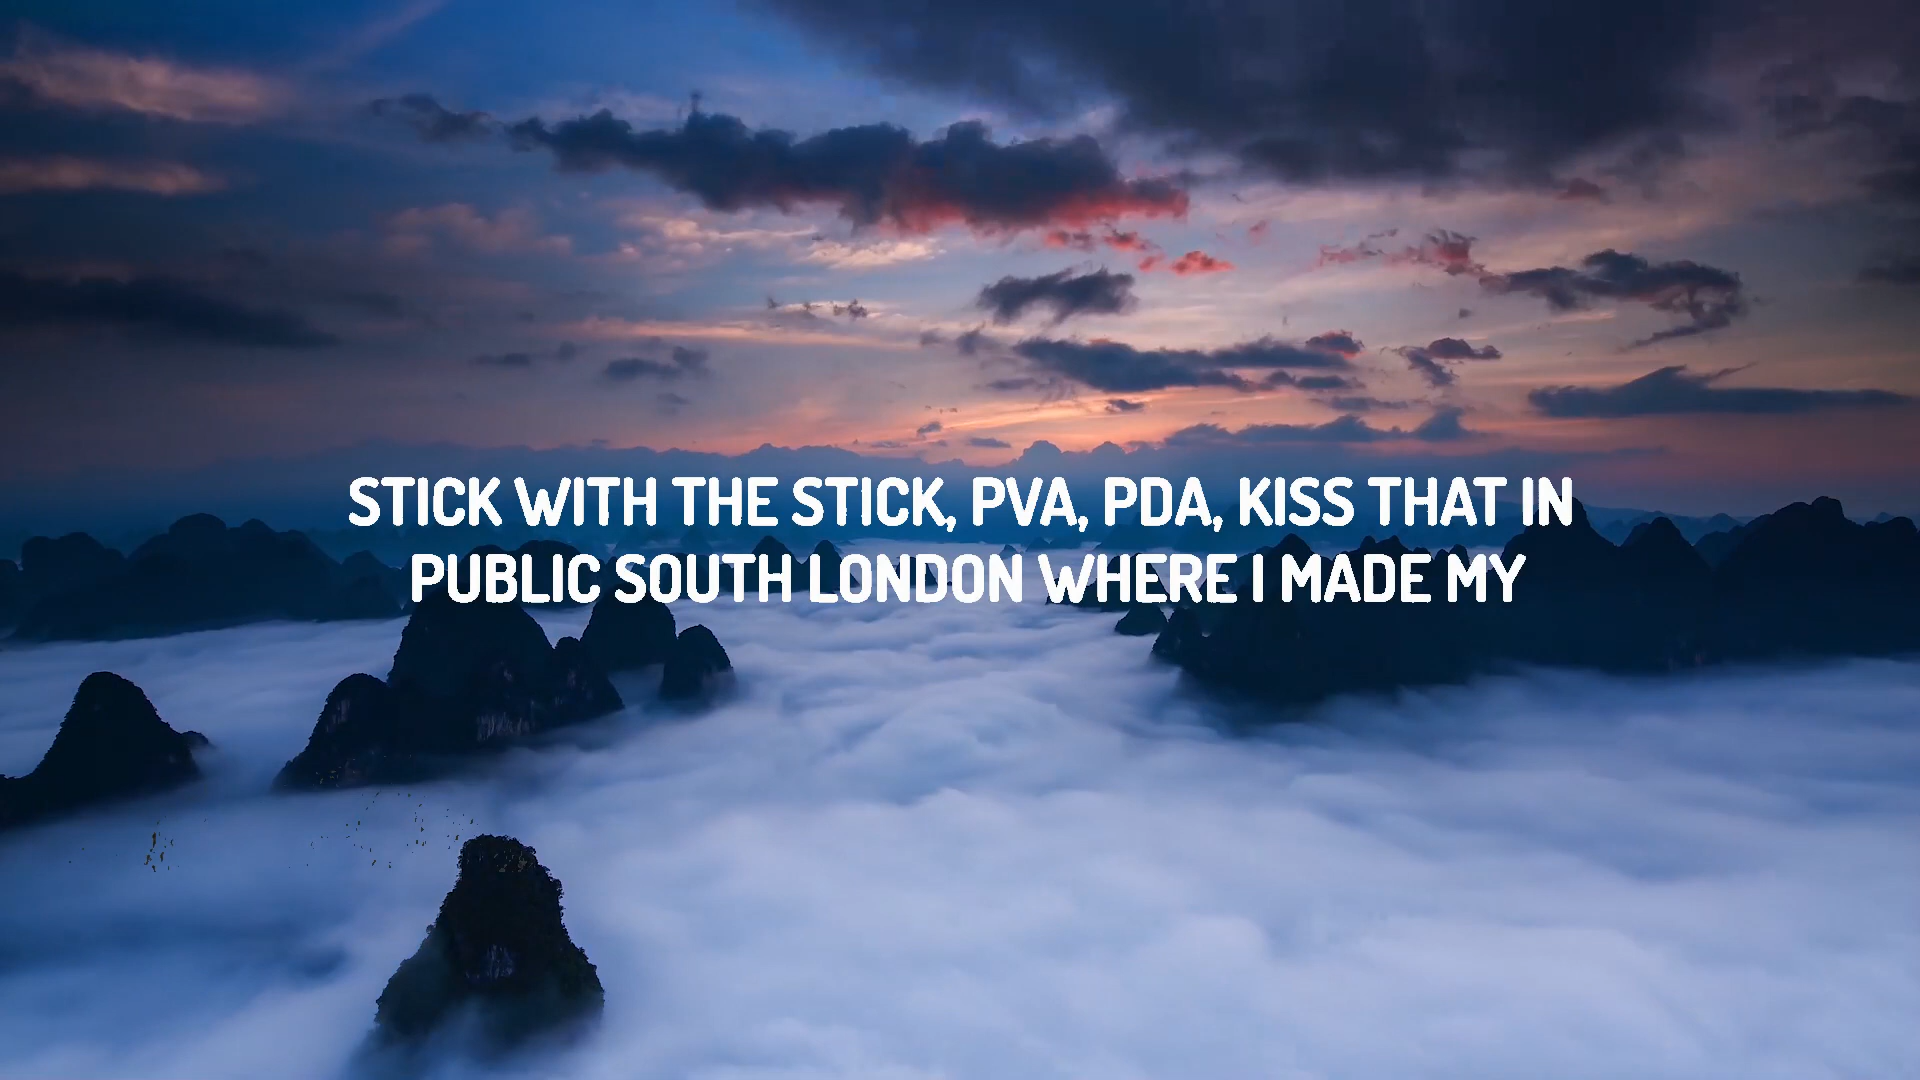 STICK WITH THE STICK, PVA, PDA, KISS THAT IN
PUBLIC SOUTH LONDON WHERE I MADE MY